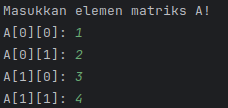 Masukkan elemen matriks A!
A[0][0]: 1
A[0][1]: 2
A[1][0]: 3
A[1][1]: 4